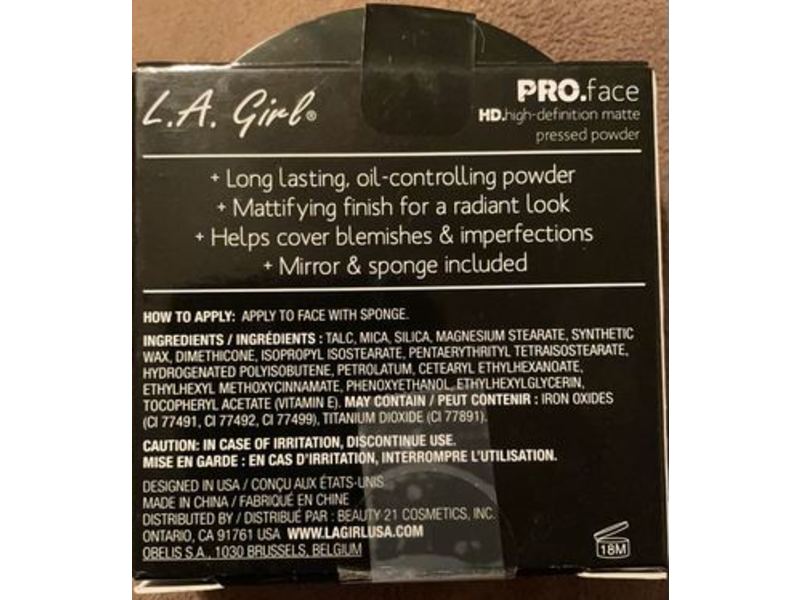 L.A. Girl®
PRO.face
HD.high-definition matte
pressed powder
+ Long lasting, oil-controlling powder
+ Mattifying finish for a radiant look
+ Helps cover blemishes & imperfections
+ Mirror & sponge included
HOW TO APPLY: APPLY TO FACE WITH SPONGE.
INGREDIENTS / INGRÉDIENTS : TALC, MICA, SILICA, MAGNESIUM STEARATE, SYNTHETIC
WAX, DIMETHICONE, ISOPROPYL ISOSTEARATE, PENTAERYTHRITYL TETRAISOSTEARATE,
HYDROGENATED POLYISOBUTENE, PETROLATUM, CETEARYL ETHYLHEXANOATE,
ETHYLHEXYL METHOXYCINNAMATE, PHENOXYETHANOL, ETHYLHEXYLGLYCERIN,
TOCOPHERYL ACETATE (VITAMIN E). MAY CONTAIN / PEUT CONTENIR : IRON OXIDES
(CI 77491, CI 77492, CI 77499), TITANIUM DIOXIDE (CI 77891).
CAUTION: IN CASE OF IRRITATION, DISCONTINUE USE.
MISE EN GARDE : EN CAS D'IRRITATION, INTERROMPRE L'UTILISATION.
DESIGNED IN USA / CONÇU AUX ÉTATS-UNIS
MADE IN CHINA / FABRIQUÉ EN CHINE
DISTRIBUTED BY / DISTRIBUÉ PAR : BEAUTY 21 COSMETICS, INC.
ONTARIO, CA 91761 USA WWW.LAGIRLUSA.COM
OBELIS S.A., 1030 BRUSSELS, BELGIUM
18M